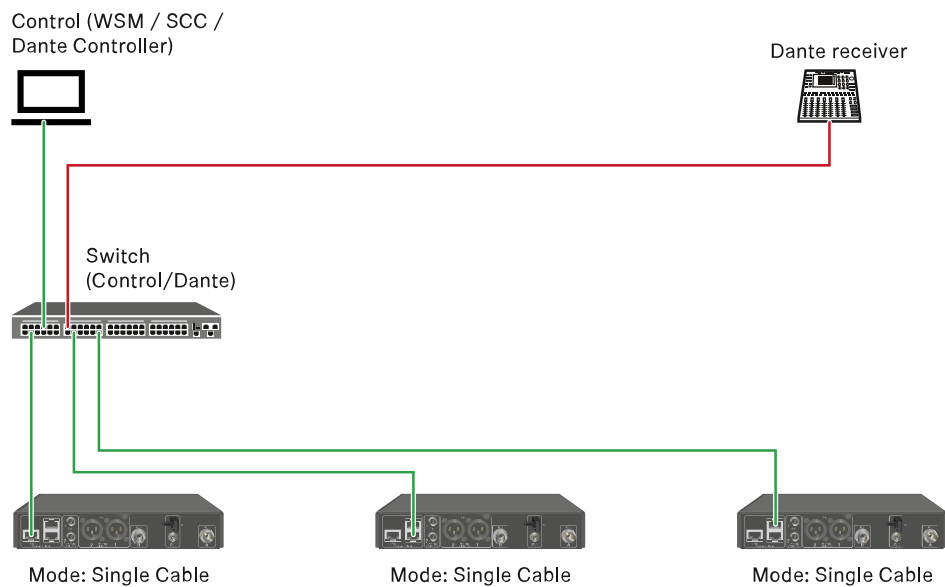 Control (WSM / SCC /
Dante Controller)
Dante receiver
Switch
(Control/Dante)
Mode: Single Cable
Mode: Single Cable
Mode: Single Cable